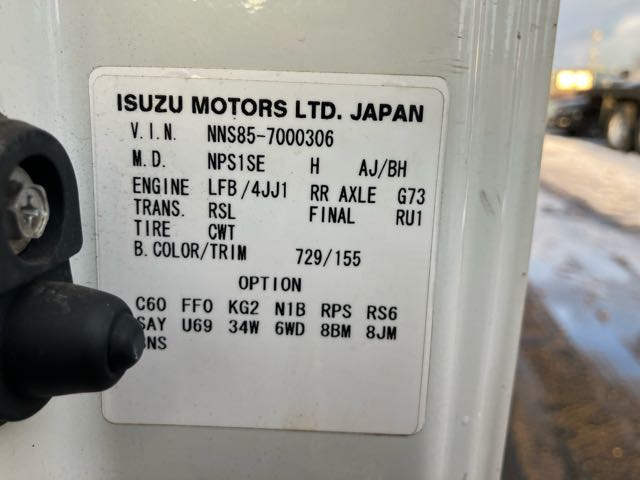 ISUZU MOTORS LTD. JAPAN
V.I.N. NNS85-7000306
M.D. NPS1SE H AJ/BH
ENGINE LFB/4JJ1 RR AXLE G73
TRANS. RSL FINAL RU1
TIRE CWT
B.COLOR/TRIM 729/155
OPTION
C60 FF0 KG2 N1B RPS RS6
SAY U69 34W 6WD 8BM 8JM